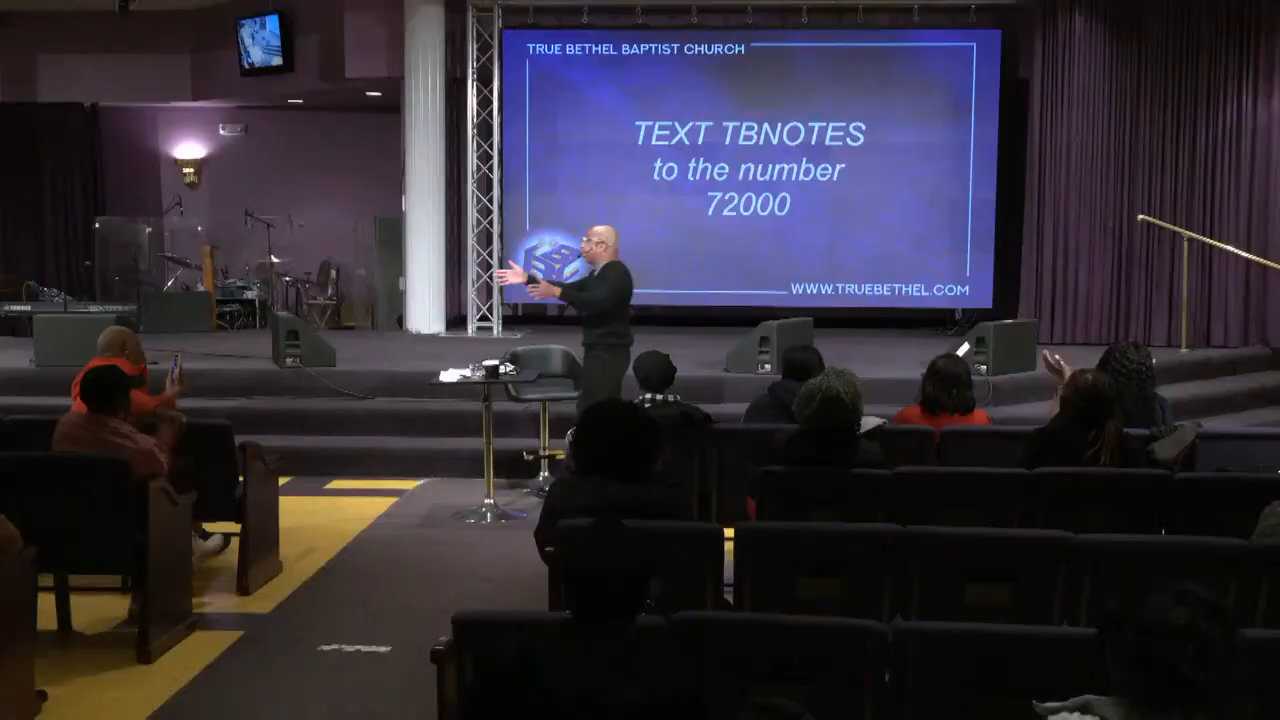 TRUE BETHEL BAPTIST CHURCH
TEXT TBNOTES
to the number
72000
WWW.TRUEBETHEL.COM